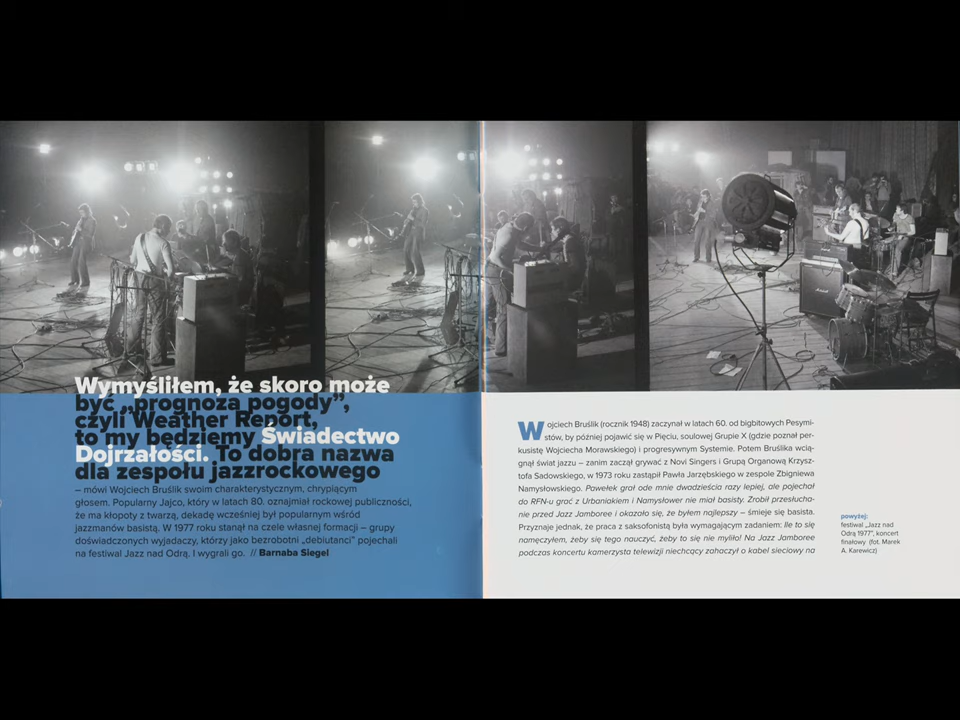 Wymyśliłem, że skoro może
być „prognoza pogody”,
czyli Weather Report,
to my będziemy Świadectwo
Dojrzałości. To dobra nazwa
dla zespołu jazzrockowego
– mówi Wojciech Bruślik swoim charakterystycznym, chrypiącym
głosem. Popularny Jajco, który w latach 80. oznajmiał rockowej publiczności,
że ma kłopoty z twarzą, dekadę wcześniej był popularnym wśród
jazzmanów basistą. W 1977 roku stanął na czele własnej formacji – grupy
doświadczonych wyjadaczy, którzy jako bezrobotni „debiutanci” pojechali
na festiwal Jazz nad Odrą. I wygrali go. // Barnaba Siegel
Wojciech Bruślik (rocznik 1948) zaczynał w latach 60. od bigbitowych Pesymi-
stów, by później pojawić się w Pięciu, soulowej Grupie X (gdzie poznał per-
kusistę Wojciecha Morawskiego) i progresywnym Systemie. Potem Bruślika wcią-
gnął świat jazzu – zanim zaczął grywać z Novi Singers i Grupą Organową Krzysz-
tofa Sadowskiego, w 1973 roku zastąpił Pawła Jarzębskiego w zespole Zbigniewa
Namysłowskiego. Pawełek grał ode mnie dwadzieścia razy lepiej, ale pojechał
do RFN-u grać z Urbaniakiem i Namysłower nie miał basisty. Zrobił przesłucha-
nie przed Jazz Jamboree i okazało się, że byłem najlepszy – śmieje się basista.
Przyznaje jednak, że praca z saksofonistą była wymagającym zadaniem: Ile to się
namęczyłem, żeby się tego nauczyć, żeby to się nie myliło! Na Jazz Jamboree
podczas koncertu kamerzysta telewizji niechcący zahaczył o kabel sieciowy na
powyżej:
festiwal „Jazz nad
Odrą 1977”, koncert
finałowy (fot. Marek
A. Karewicz)